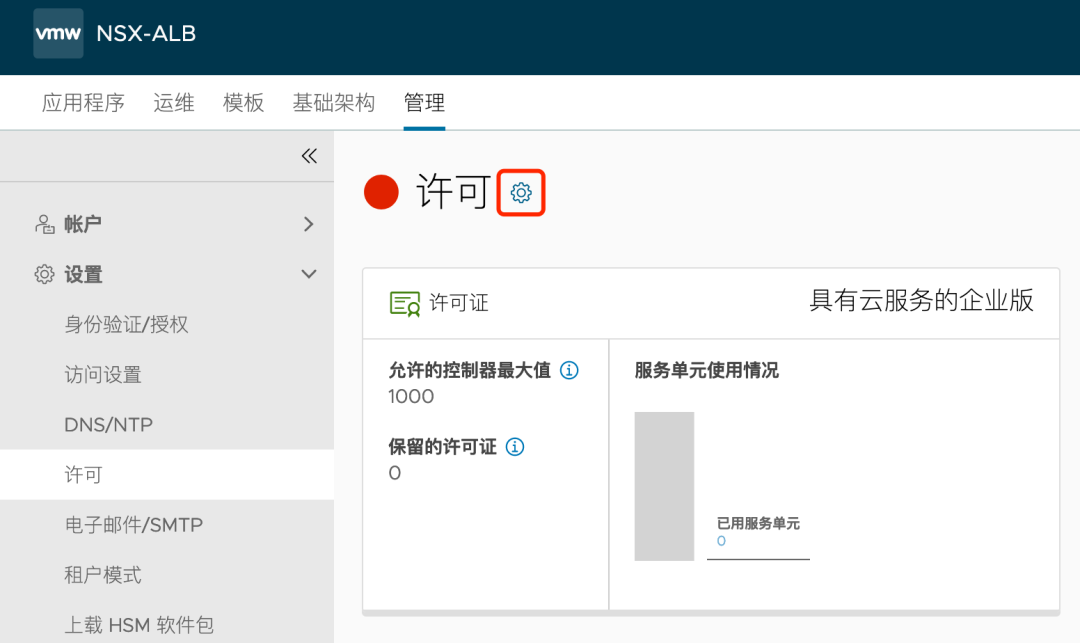 vmw NSX-ALB
应用程序 运维 模板 基础架构 管理
帐户
设置
身份验证/授权
访问设置
DNS/NTP
许可
电子邮件/SMTP
租户模式
上载 HSM 软件包
许可
许可证 具有云服务的企业版
允许的控制器最大值
1000
保留的许可证
0
服务单元使用情况
已用服务单元
0